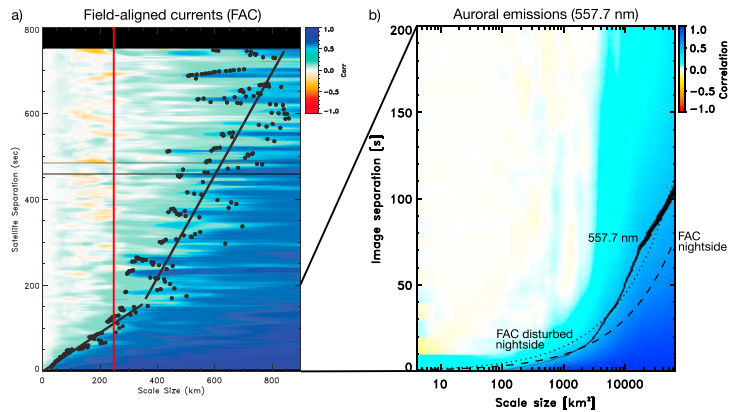 a)
Field-aligned currents (FAC)
800
600
400
200
0
Satellite Separation (sec)
0
200
400
600
800
Scale Size (km)
1.0
0.5
0.0
-0.5
-1.0
Corr
b)
Auroral emissions (557.7 nm)
200
150
100
50
0
Image separation [s]
10
100
1000
10000
Scale size [km²]
1.0
0.5
0.0
-0.5
-1.0
Correlation
557.7 nm
FAC
nightside
FAC disturbed
nightside